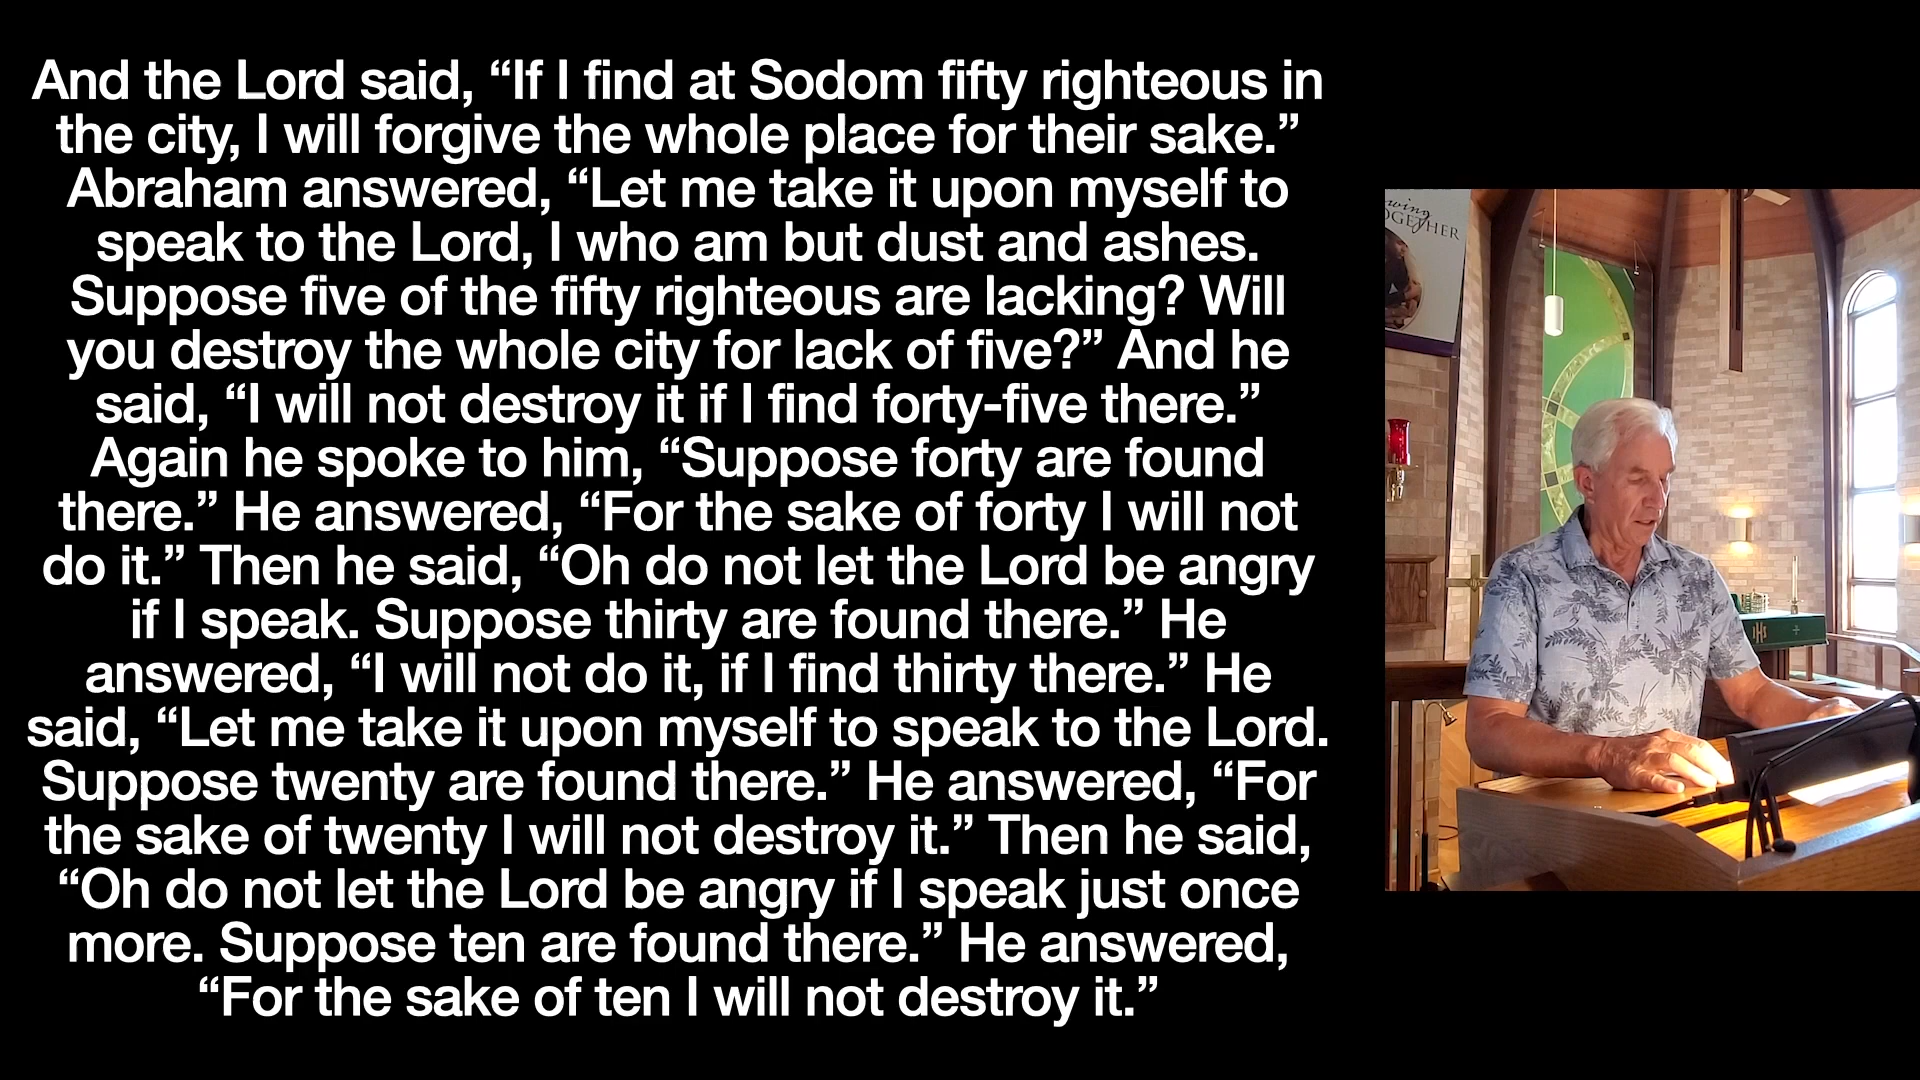 And the Lord said, “If I find at Sodom fifty righteous in
the city, I will forgive the whole place for their sake.”
Abraham answered, “Let me take it upon myself to
speak to the Lord, I who am but dust and ashes.
Suppose five of the fifty righteous are lacking? Will
you destroy the whole city for lack of five?” And he
said, “I will not destroy it if I find forty-five there.”
Again he spoke to him, “Suppose forty are found
there.” He answered, “For the sake of forty I will not
do it.” Then he said, “Oh do not let the Lord be angry
if I speak. Suppose thirty are found there.” He
answered, “I will not do it, if I find thirty there.” He
said, “Let me take it upon myself to speak to the Lord.
Suppose twenty are found there.” He answered, “For
the sake of twenty I will not destroy it.” Then he said,
“Oh do not let the Lord be angry if I speak just once
more. Suppose ten are found there.” He answered,
“For the sake of ten I will not destroy it.”
wing
OGETHER
IHS